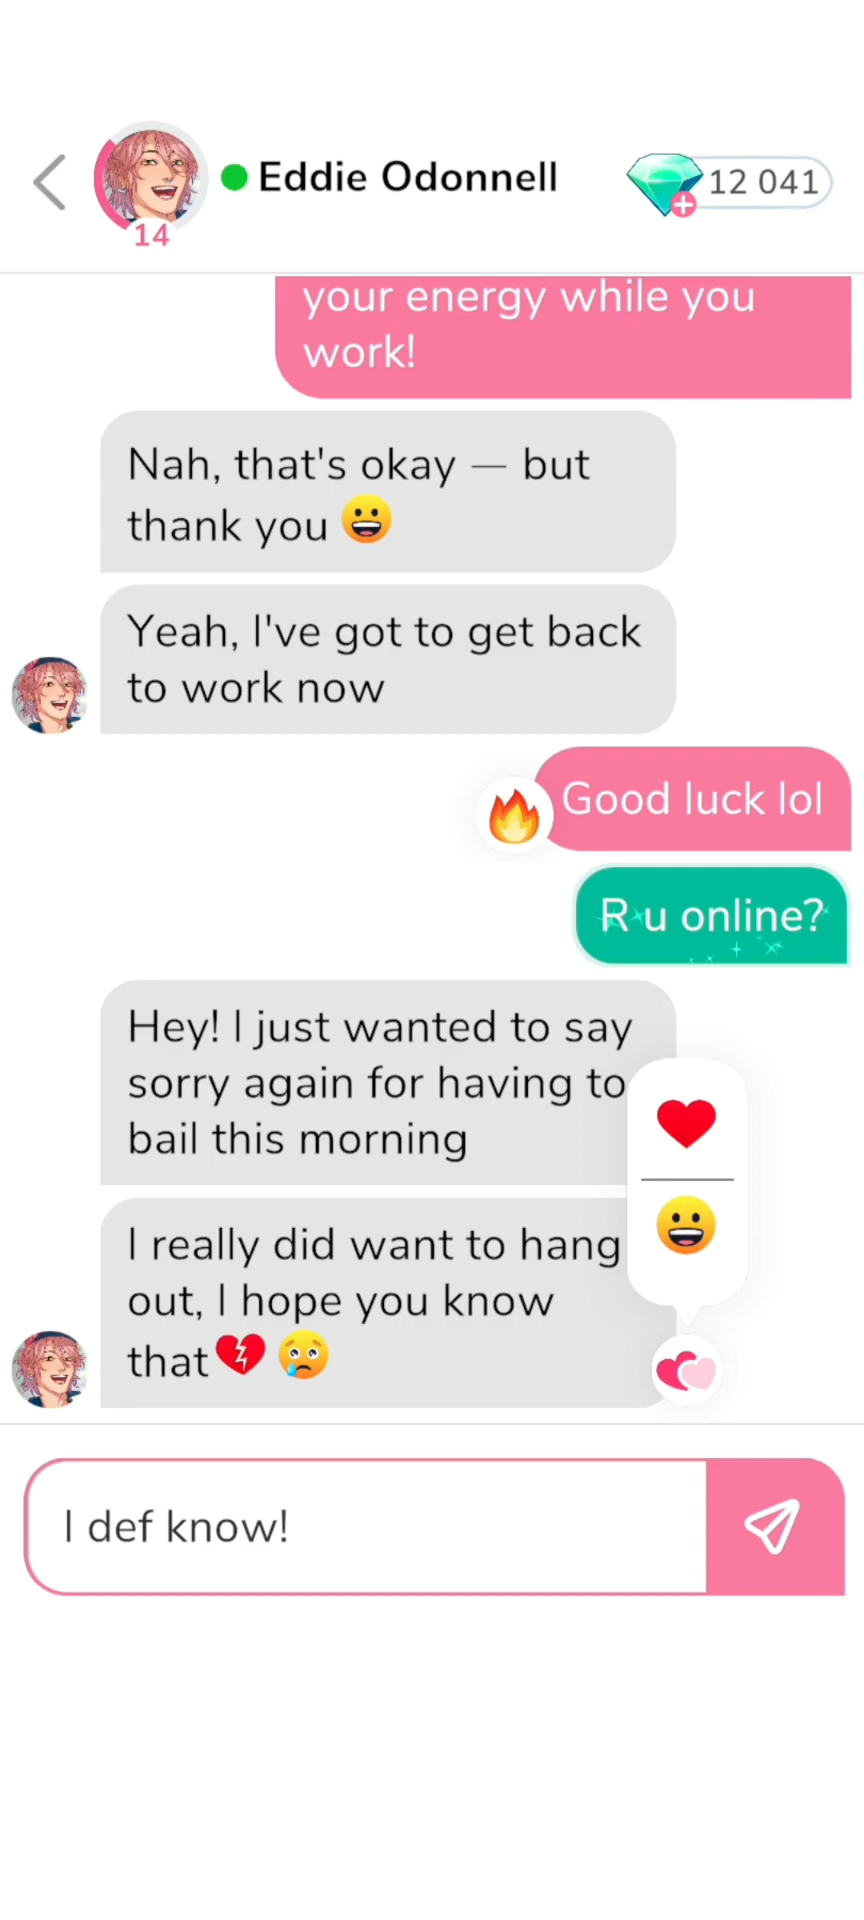 Eddie Odonnell
12 041
14
your energy while you
work!
Nah, that's okay — but
thank you 😀
Yeah, I've got to get back
to work now
Good luck lol
R u online?
Hey! I just wanted to say
sorry again for having to
bail this morning
I really did want to hang
out, I hope you know
that💔 😢
I def know!